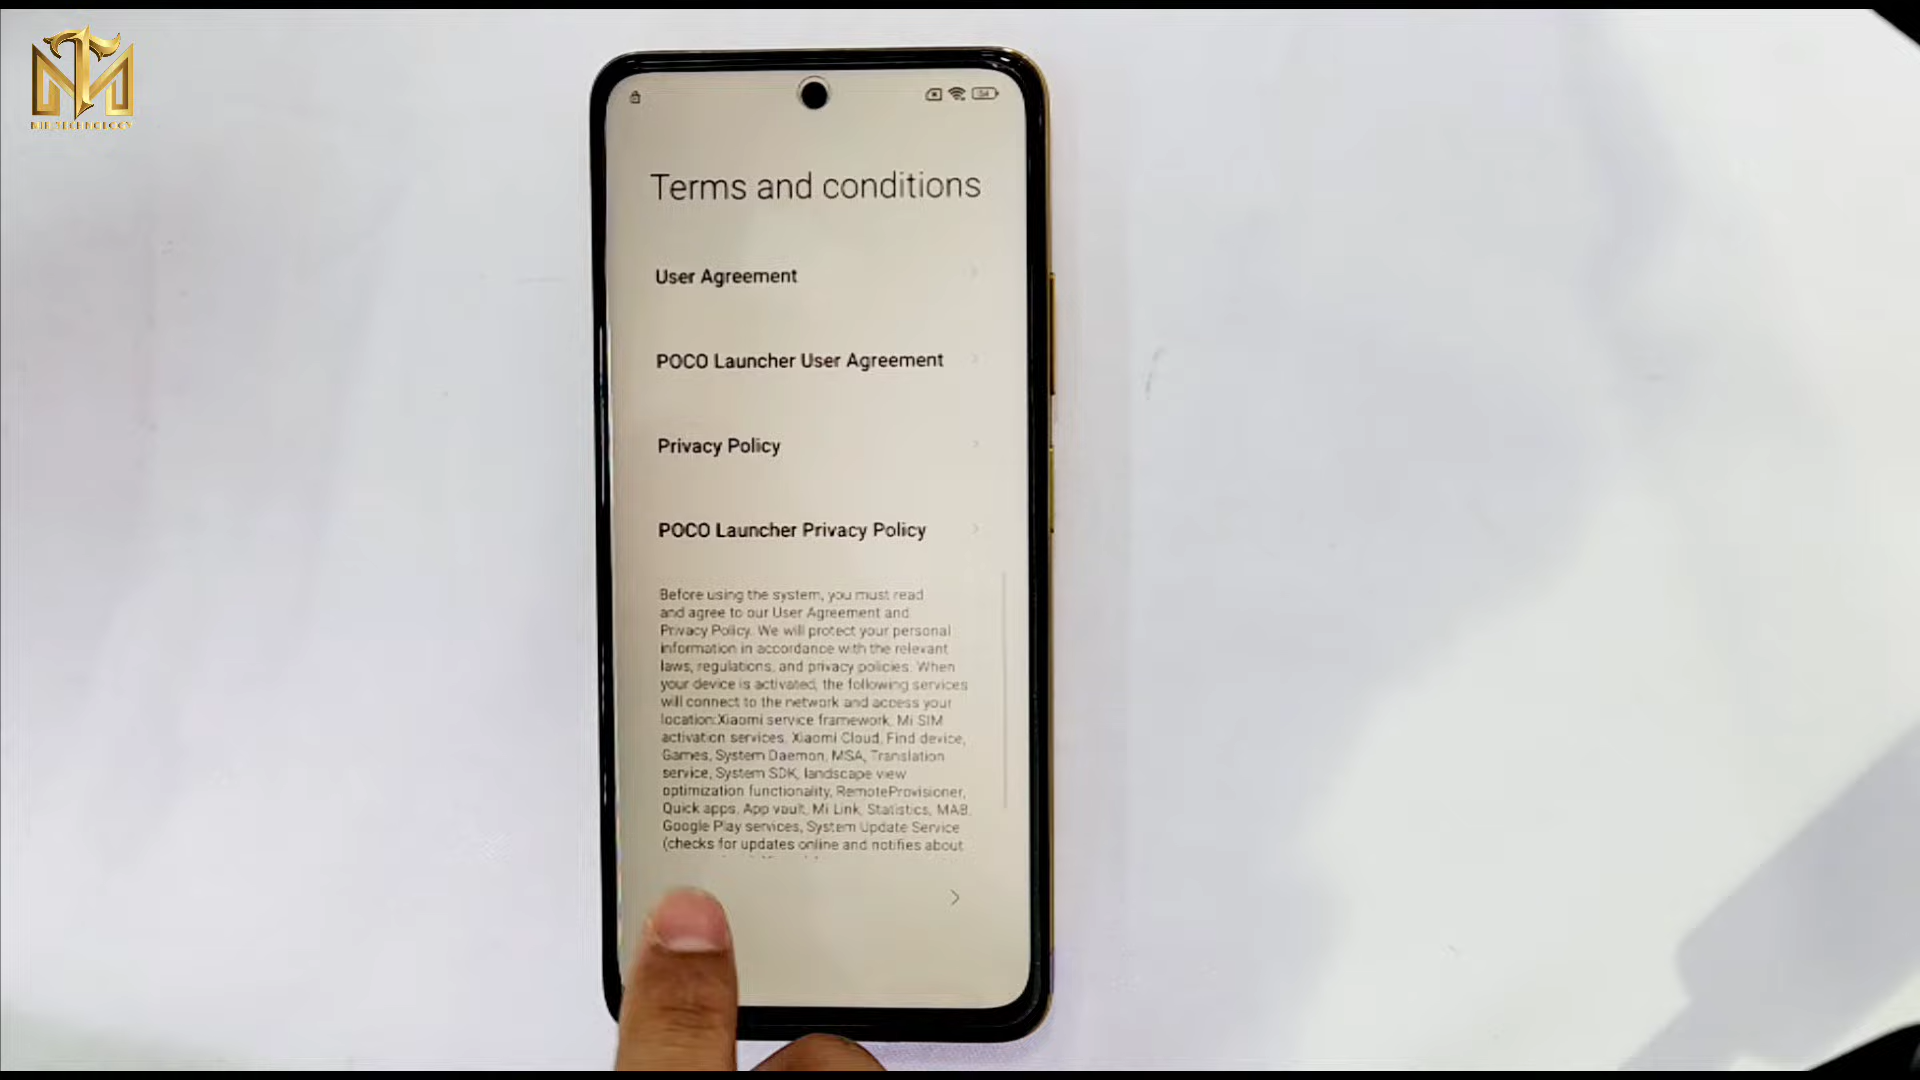 54
Terms and conditions
User Agreement
POCO Launcher User Agreement
Privacy Policy
POCO Launcher Privacy Policy
Before using the system, you must read
and agree to our User Agreement and
Privacy Policy. We will protect your personal
information in accordance with the relevant
laws, regulations, and privacy policies. When
your device is activated, the following services
will connect to the network and access your
location:Xiaomi service framework, Mi SIM
activation services, Xiaomi Cloud, Find device,
Games, System Daemon, MSA, Translation
service, System SDK, landscape view
optimization functionality, RemoteProvisioner,
Quick apps, App vault, Mi Link, Statistics, MAB,
Google Play services, System Update Service
(checks for updates online and notifies about